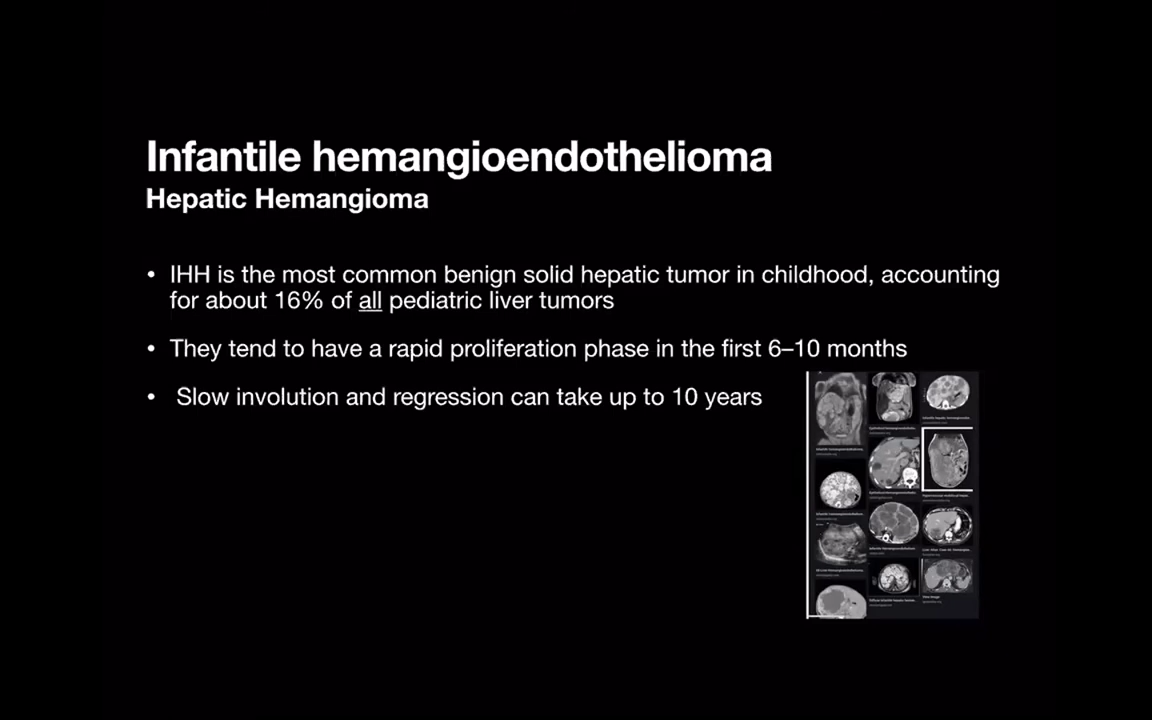 Infantile hemangioendothelioma
Hepatic Hemangioma
• IHH is the most common benign solid hepatic tumor in childhood, accounting
for about 16% of all pediatric liver tumors
• They tend to have a rapid proliferation phase in the first 6–10 months
• Slow involution and regression can take up to 10 years